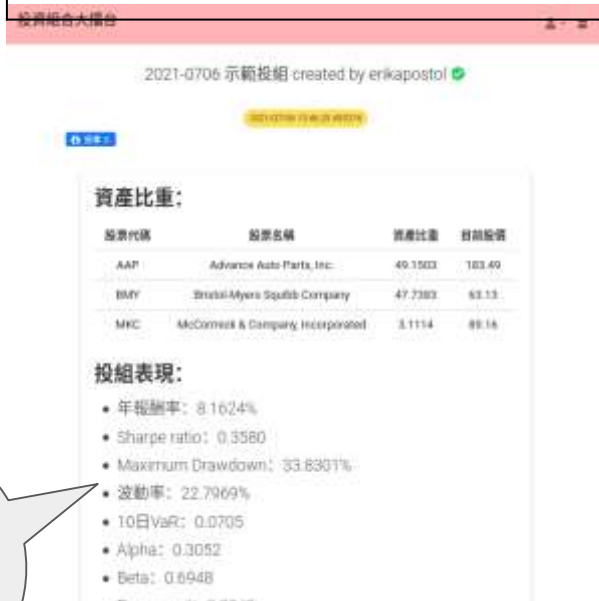 投資組合大擂台
2021-0706 示範投組 created by erikapostol
資產比重：
股票代碼 股票名稱 資產比重 目前股價
AAP Advance Auto Parts, Inc. 49.1503 183.49
BMY Bristol-Myers Squibb Company 47.7383 63.13
MKC McCormick & Company, Incorporated 3.1114 89.16
投組表現：
年報酬率：8.1624%
Sharpe ratio：0.3580
Maximum Drawdown：33.8301%
波動率：22.7969%
10日VaR：0.0705
Alpha：0.3052
Beta：0.6948